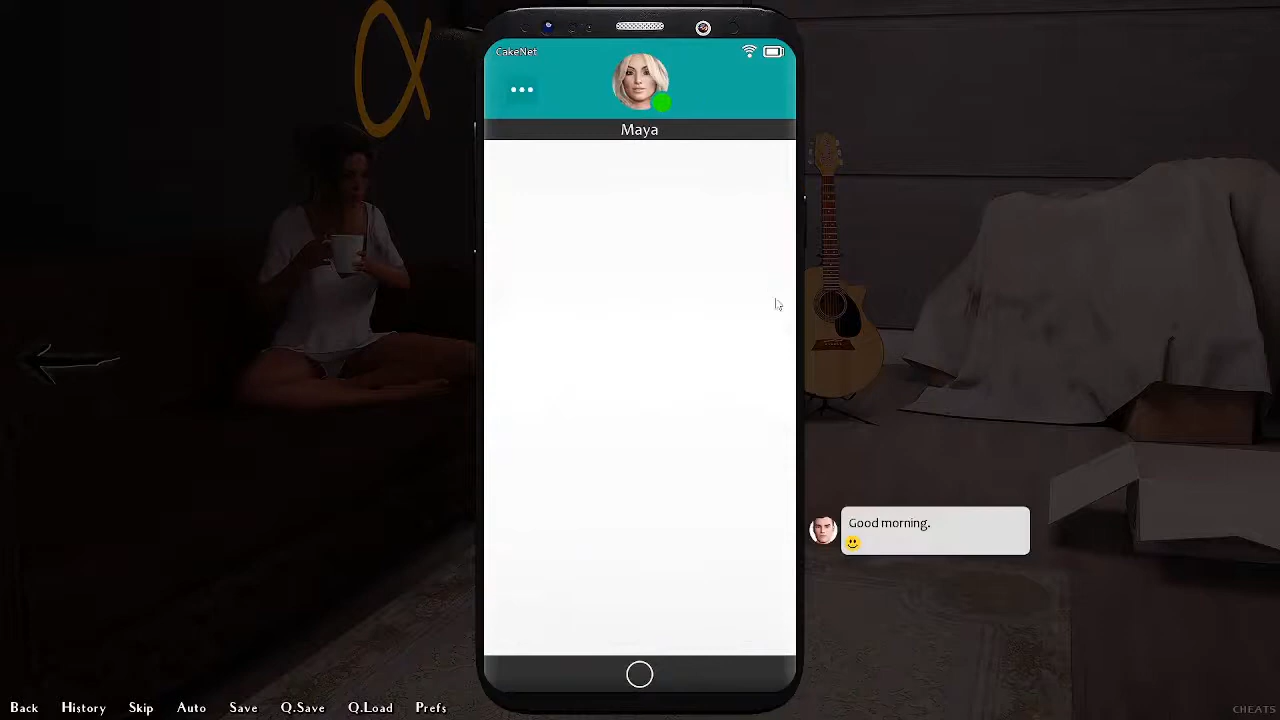 CakeNet
Maya
Good morning.
Back History Skip Auto Save Q.Save Q.Load Prefs
CHEATS